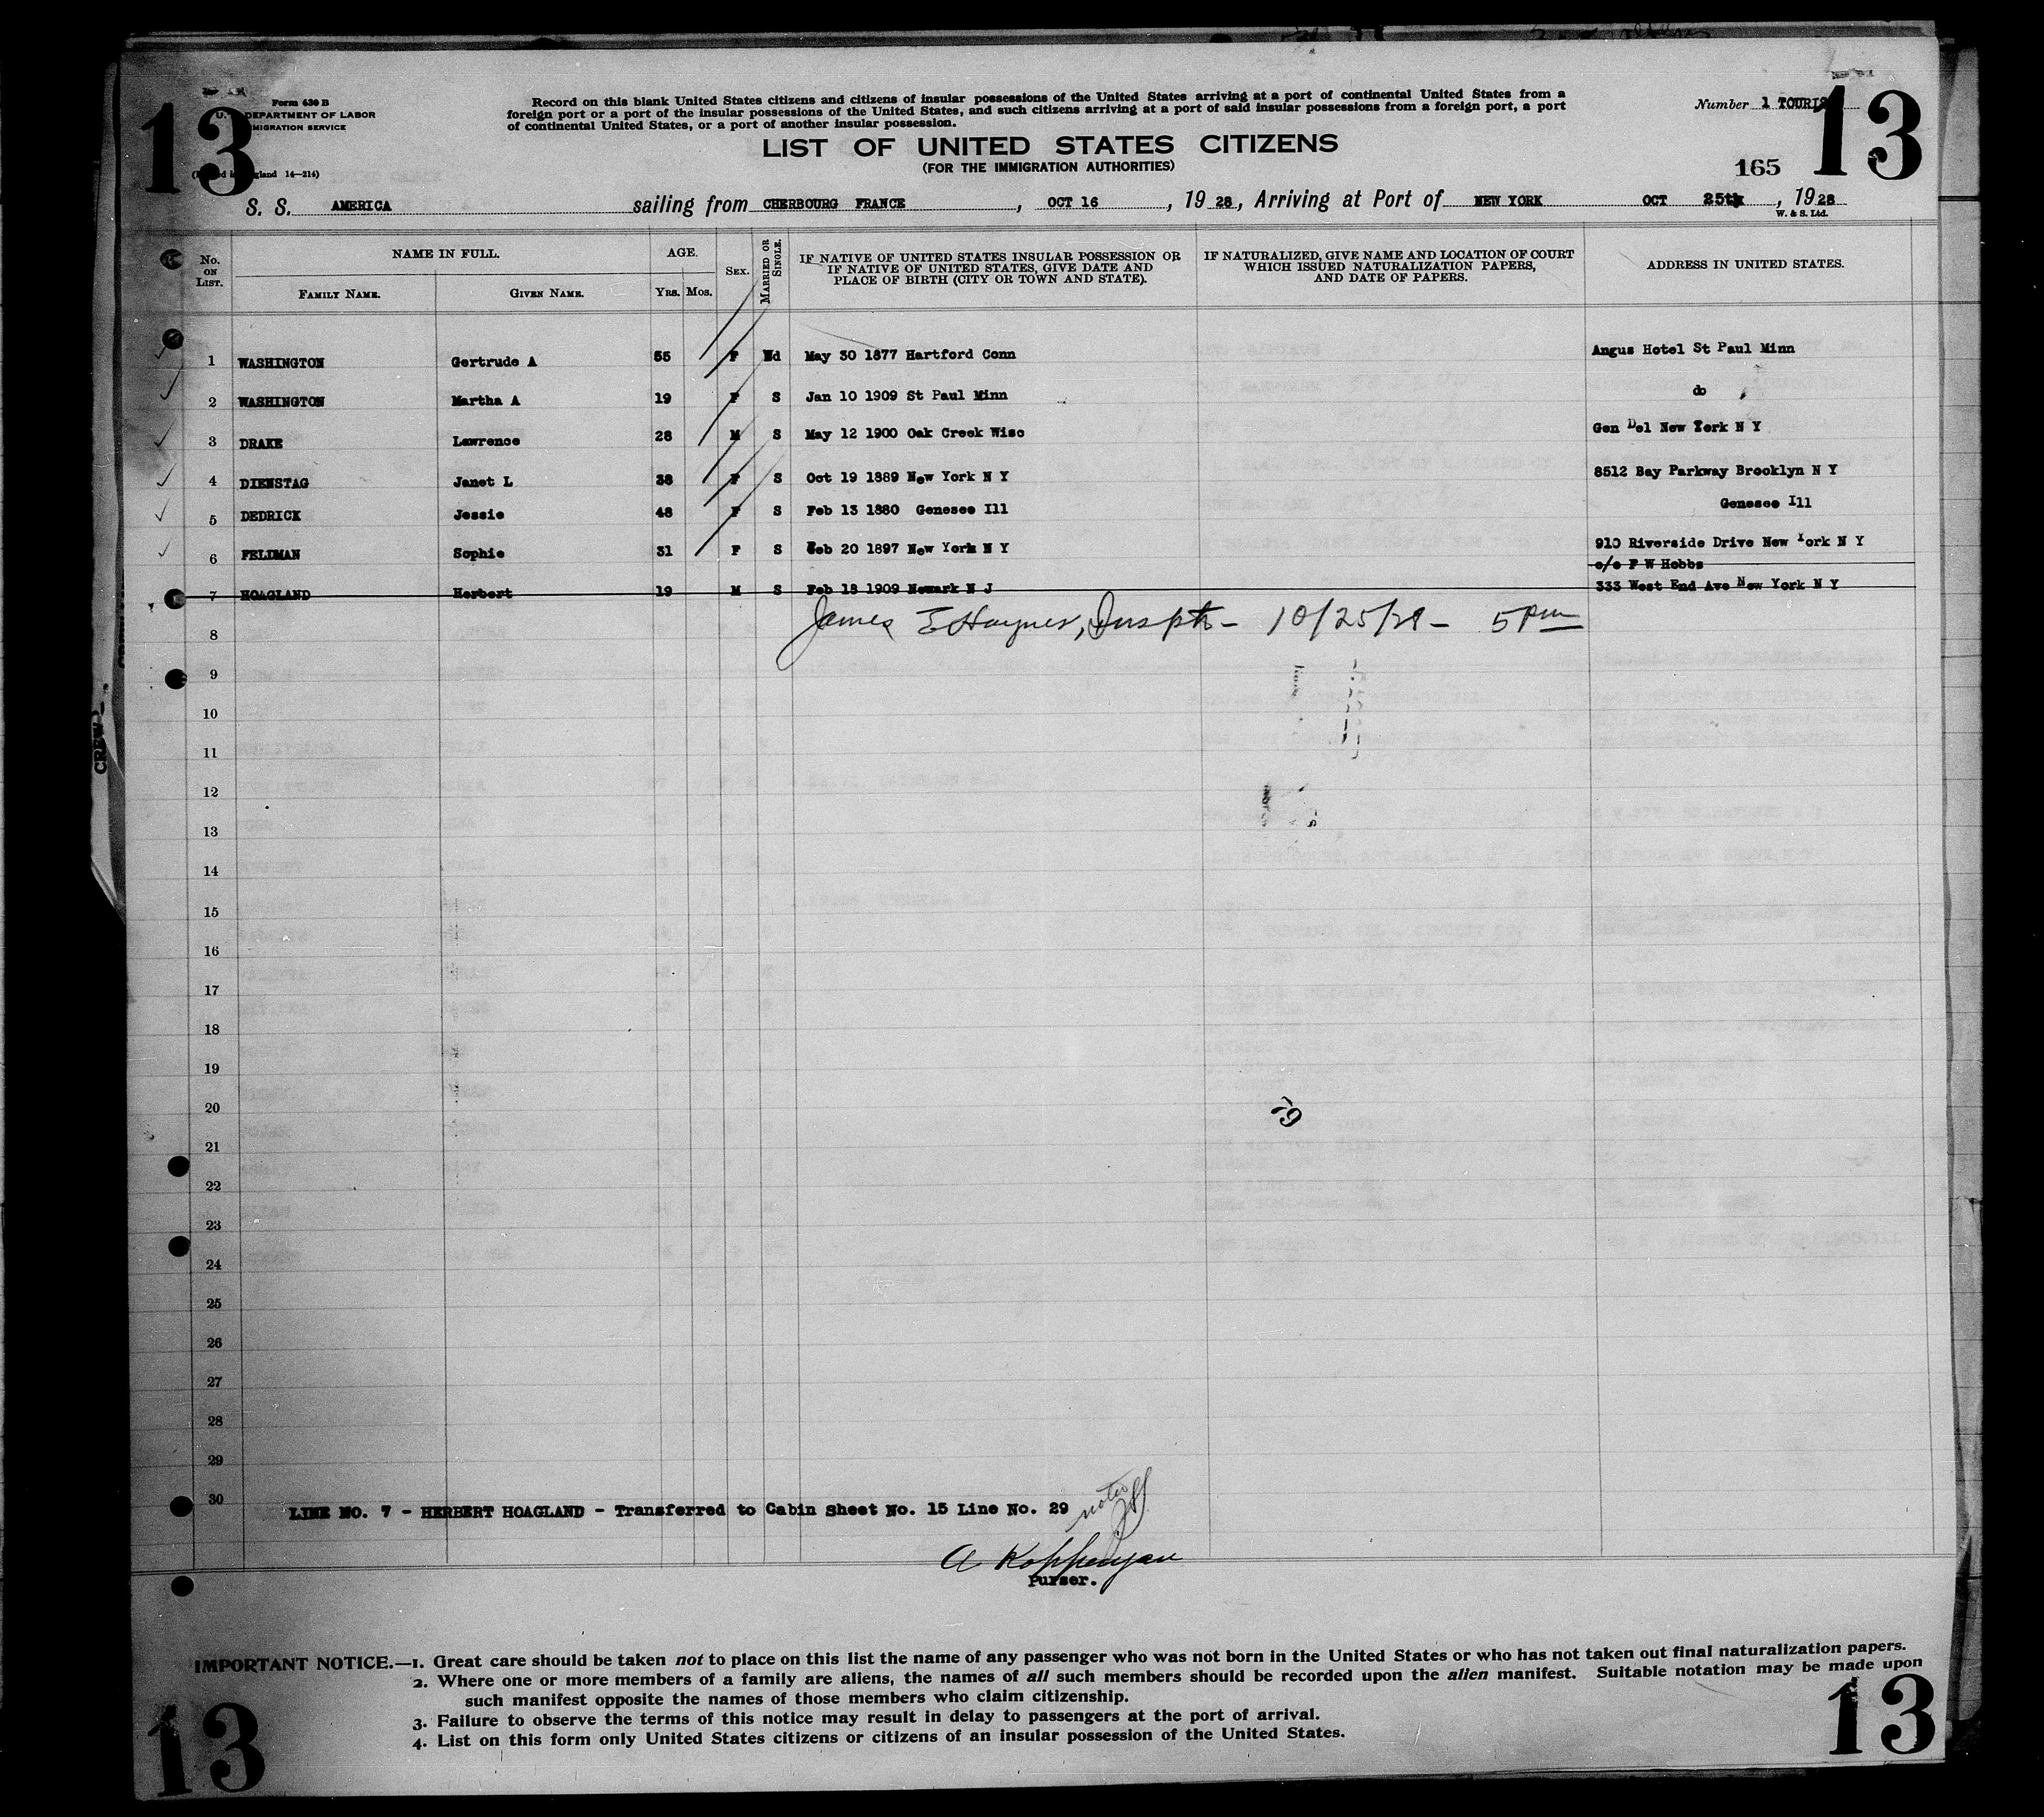 13
Form 630 B
DEPARTMENT OF LABOR
IMMIGRATION SERVICE
14—214)
Record on this blank United States citizens and citizens of insular possessions of the United States arriving at a port of continental United States from a
foreign port or a port of the insular possessions of the United States, and such citizens arriving at a port of said insular possessions from a foreign port, a port
of continental United States, or a port of another insular possession.
Number 1 TOURIST
13
LIST OF UNITED STATES CITIZENS
(FOR THE IMMIGRATION AUTHORITIES)
165
S. S. AMERICA sailing from CHERBOURG FRANCE, OCT 16, 1928, Arriving at Port of NEW YORK OCT 25th, 1928
W. & S. Ltd.
No. ON LIST. NAME IN FULL. FAMILY NAME. GIVEN NAME. AGE. YRS. MOS. SEX. MARRIED OR SINGLE. IF NATIVE OF UNITED STATES INSULAR POSSESSION OR IF NATIVE OF UNITED STATES, GIVE DATE AND PLACE OF BIRTH (CITY OR TOWN AND STATE). IF NATURALIZED, GIVE NAME AND LOCATION OF COURT WHICH ISSUED NATURALIZATION PAPERS, AND DATE OF PAPERS. ADDRESS IN UNITED STATES.
1 WASHINGTON Gertrude A 55 F Wd May 30 1877 Hartford Conn Angus Hotel St Paul Minn
2 WASHINGTON Martha A 19 F S Jan 10 1909 St Paul Minn do
3 DRAKE Lawrence 28 M S May 12 1900 Oak Creek Wisc Gen Del New York N Y
4 DIENSTAG Janet L 38 F S Oct 19 1889 New York N Y 8512 Bay Parkway Brooklyn N Y
5 DEDRICK Jessie 48 F S Feb 13 1880 Genesee Ill Genesee Ill
6 FELDMAN Sophie 31 F S Feb 20 1897 New York N Y 910 Riverside Drive New York N Y
c/o F W Hobbs
7 HOAGLAND Herbert 19 M S Feb 18 1909 Newark N J 333 West End Ave New York N Y
James E Haynes, Inspt— 10/25/28— 5 Pm
8
9
10
11
12
13
14
15
16
17
18
19
20
21
22
23
24
25
26
27
28
29
30
LINE NO. 7 - HERBERT HOAGLAND - Transferred to Cabin Sheet No. 15 Line No. 29
noted
A Koppenjan
Purser.
IMPORTANT NOTICE.—1. Great care should be taken not to place on this list the name of any passenger who was not born in the United States or who has not taken out final naturalization papers.
2. Where one or more members of a family are aliens, the names of all such members should be recorded upon the alien manifest. Suitable notation may be made upon
such manifest opposite the names of those members who claim citizenship.
3. Failure to observe the terms of this notice may result in delay to passengers at the port of arrival.
4. List on this form only United States citizens or citizens of an insular possession of the United States.
13
13
CREW